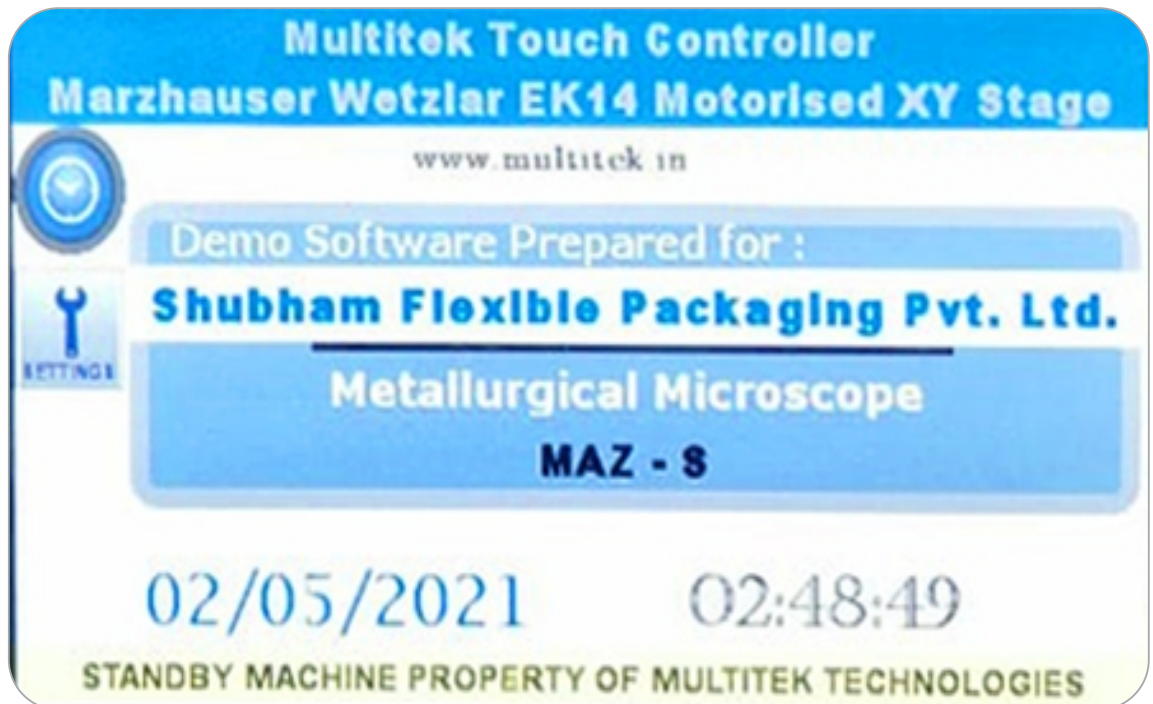 Multitek Touch Controller
Marzhauser Wetzlar EK14 Motorised XY Stage
www.multitek.in
Demo Software Prepared for :
Shubham Flexible Packaging Pvt. Ltd.
SETTINGS
Metallurgical Microscope
MAZ - S
02/05/2021 02:48:49
STANDBY MACHINE PROPERTY OF MULTITEK TECHNOLOGIES